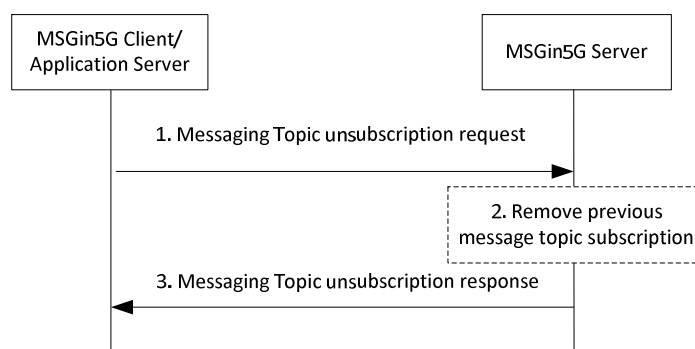 MSGin5G Client/
Application Server
MSGin5G Server
1. Messaging Topic unsubscription request
2. Remove previous
message topic subscription
3. Messaging Topic unsubscription response